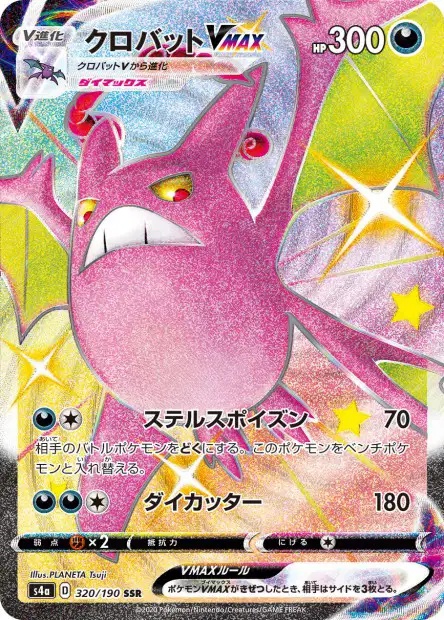 V進化
クロバットVMAX
HP300
クロバットVから進化
ダイマックス
ステルスポイズン 70
相手のバトルポケモンをどくにする。このポケモンをベンチポケ
モンと入れ替える。
ダイカッター 180
弱点 ×2 抵抗力 にげる
Illus.PLANETA Tsuji
VMAXルール
ポケモンVMAXがきぜつしたとき、相手はサイドを3枚とる。
s4a D 320/190 SSR
©2020 Pokémon/Nintendo/Creatures/GAME FREAK